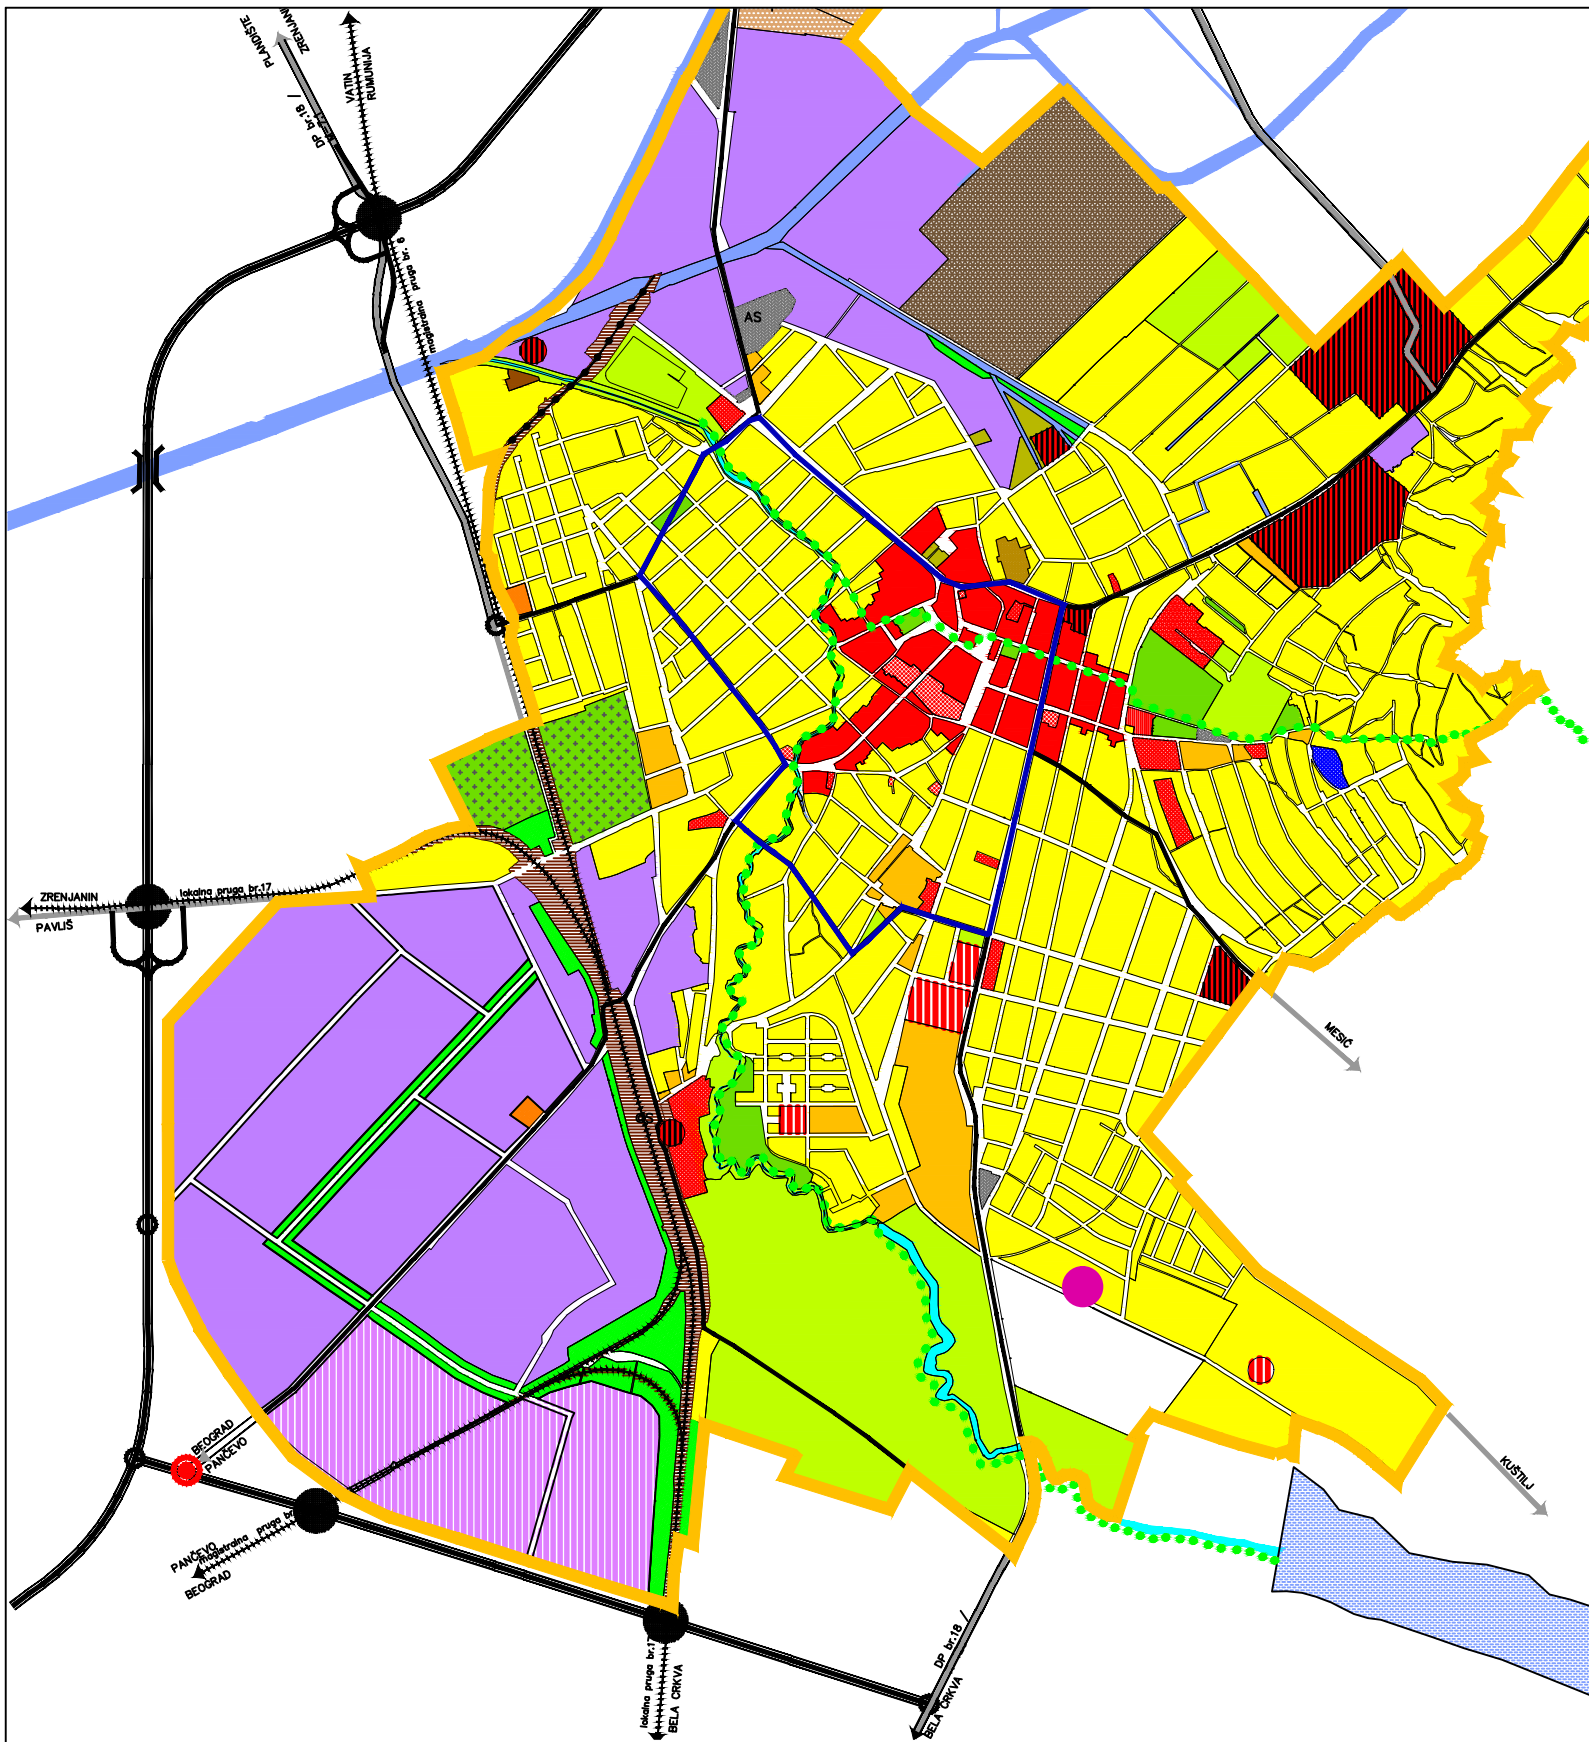 PLANDIŠTE
DP br.18 /
VATIN
RUMUNIJA
magistralna pruga br. 6
AS
ZRENJANIN
PAVLIŠ
lokalna pruga br.17
MESIĆ
BEOGRAD
PANČEVO
PANČEVO
magistralna pruga br
BEOGRAD
KUŠTILJ
lokalna pruga br.17
BELA CRKVA
DP br.18 /
BELA CRKVA